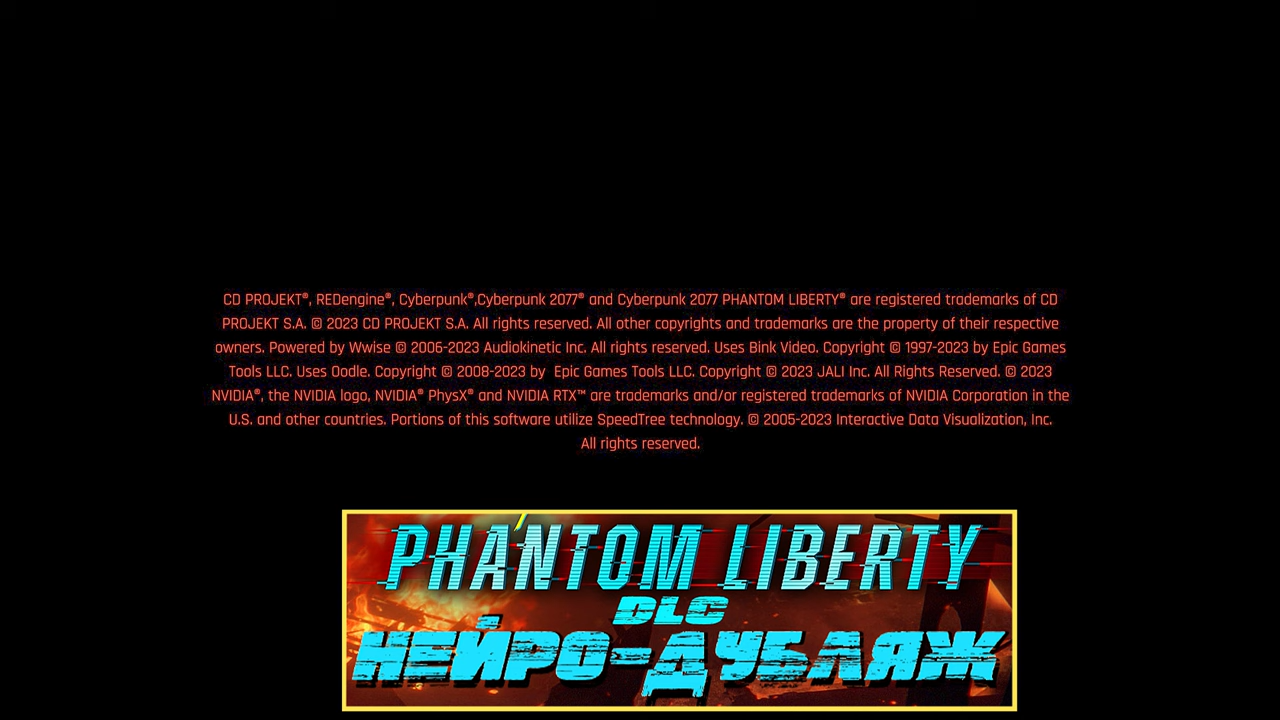 CD PROJEKT®, REDengine®, Cyberpunk®,Cyberpunk 2077® and Cyberpunk 2077 PHANTOM LIBERTY® are registered trademarks of CD
PROJEKT S.A. © 2023 CD PROJEKT S.A. All rights reserved. All other copyrights and trademarks are the property of their respective
owners. Powered by Wwise © 2006-2023 Audiokinetic Inc. All rights reserved. Uses Bink Video. Copyright © 1997-2023 by Epic Games
Tools LLC. Uses Oodle. Copyright © 2008-2023 by  Epic Games Tools LLC. Copyright © 2023 JALI Inc. All Rights Reserved. © 2023
NVIDIA®, the NVIDIA logo, NVIDIA® PhysX® and NVIDIA RTX™ are trademarks and/or registered trademarks of NVIDIA Corporation in the
U.S. and other countries. Portions of this software utilize SpeedTree technology. © 2005-2023 Interactive Data Visualization, Inc.
All rights reserved.
PHANTOM LIBERTY
DLC
НЕЙРО-ДУБЛЯЖ